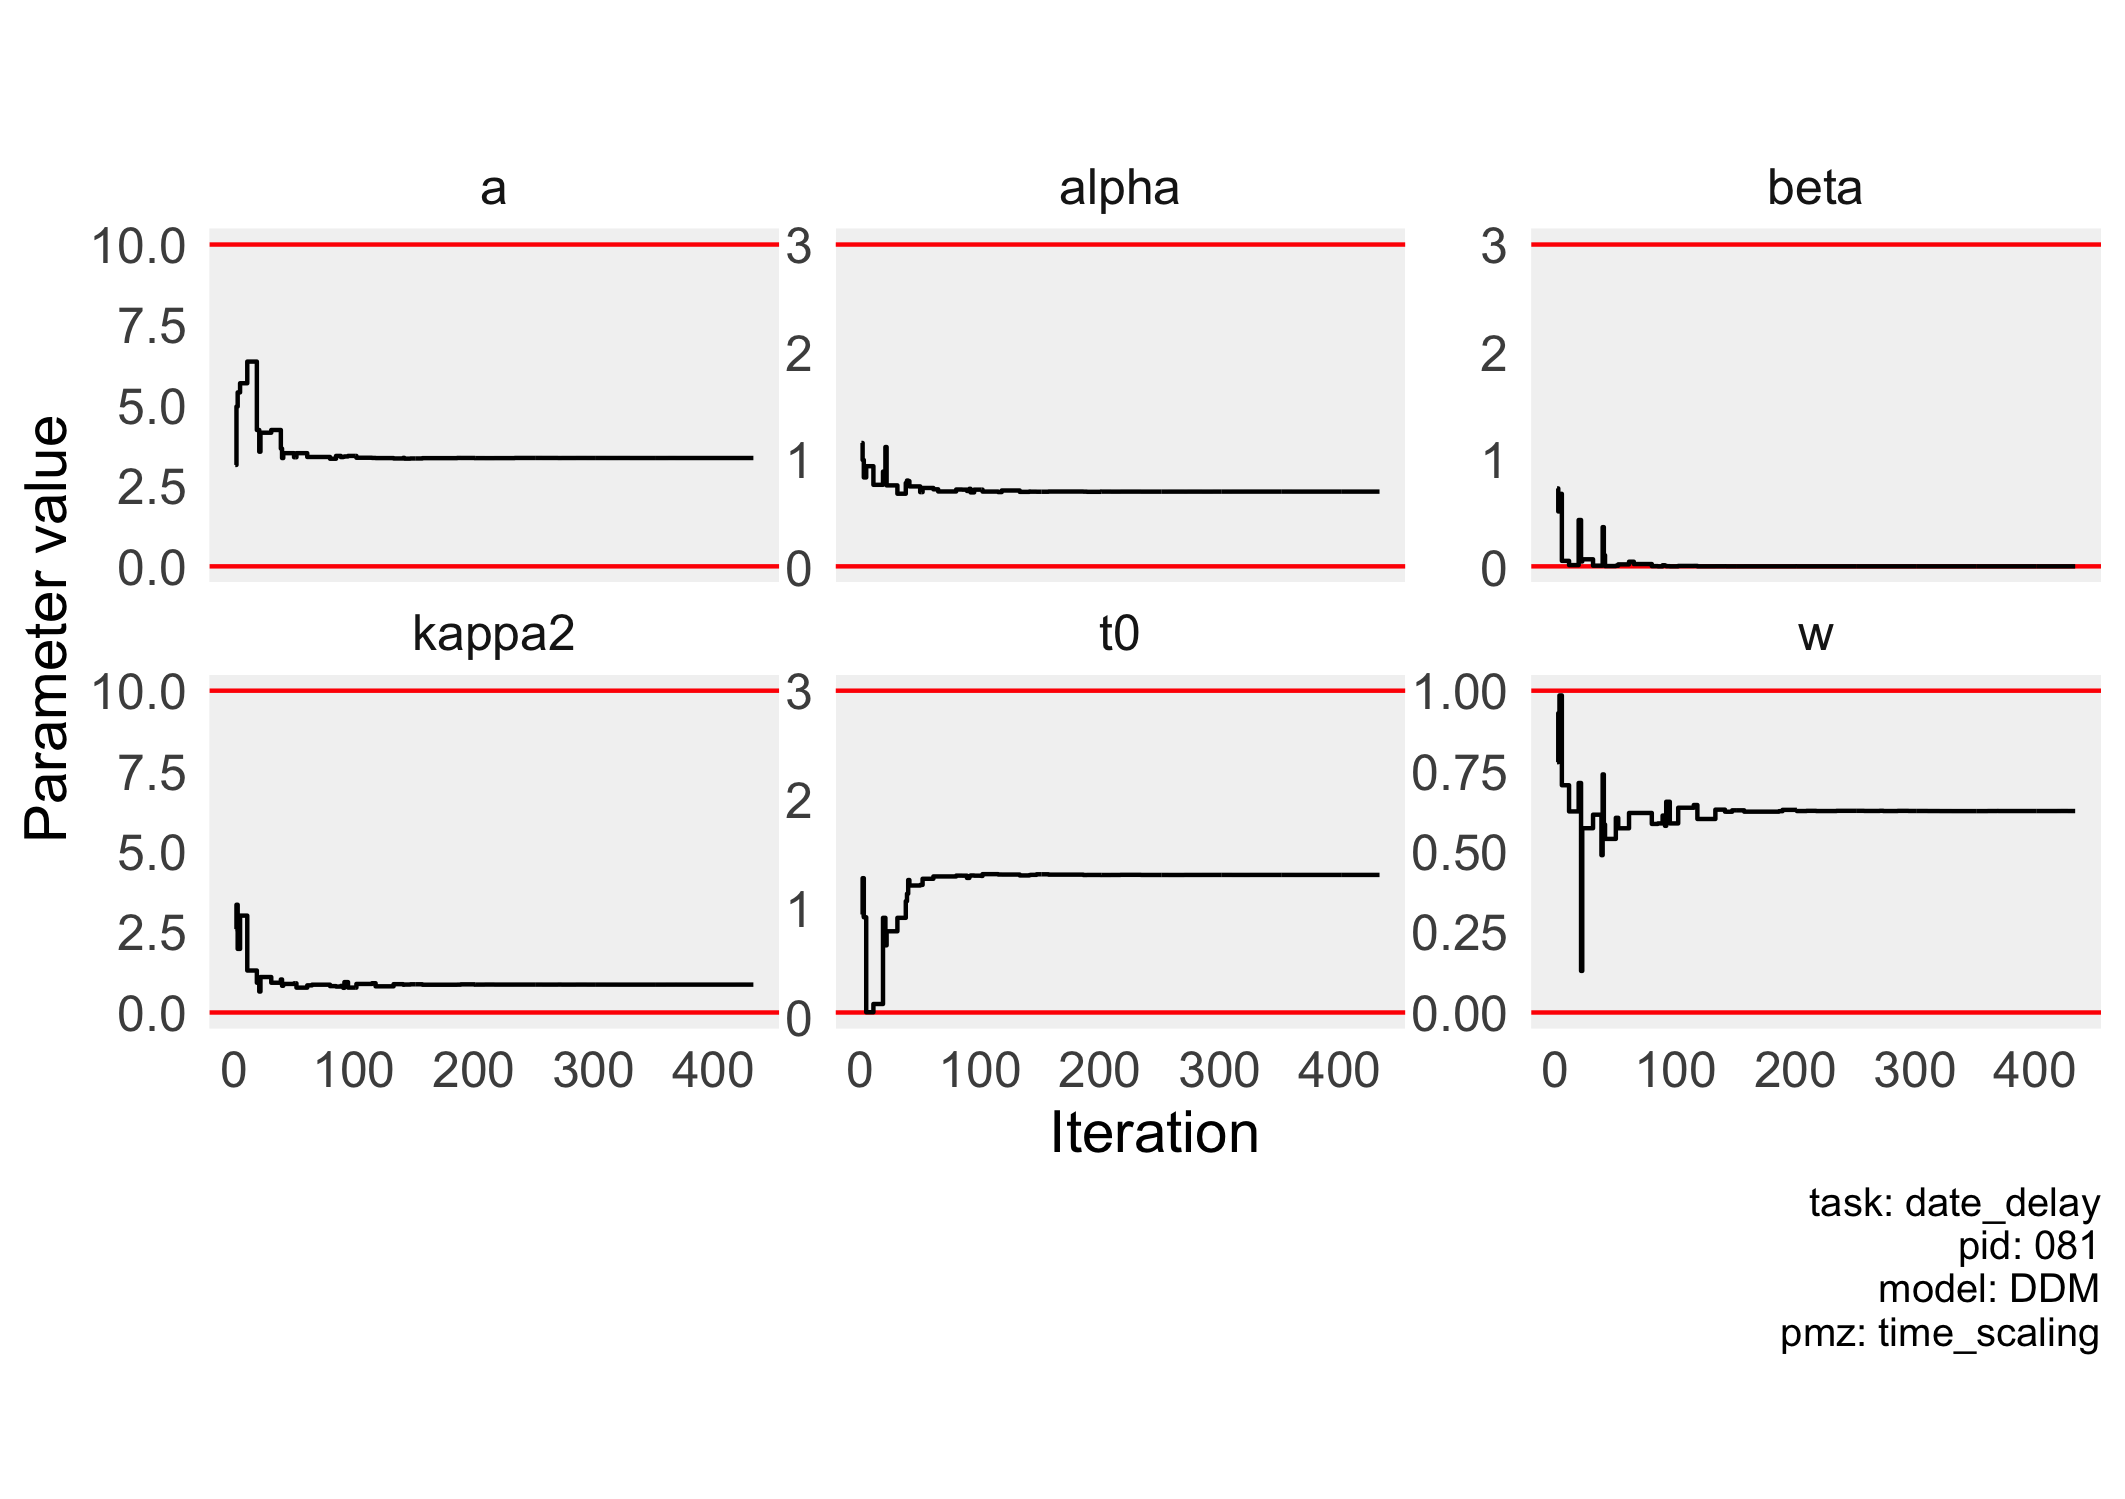 a
alpha
beta
10.0
7.5
5.0
2.5
0.0
3
2
1
0
3
2
1
0
kappa2
t0
w
10.0
7.5
5.0
2.5
0.0
3
2
1
0
1.00
0.75
0.50
0.25
0.00
0 100 200 300 400
0 100 200 300 400
0 100 200 300 400
Parameter value
Iteration
task: date_delay
pid: 081
model: DDM
pmz: time_scaling